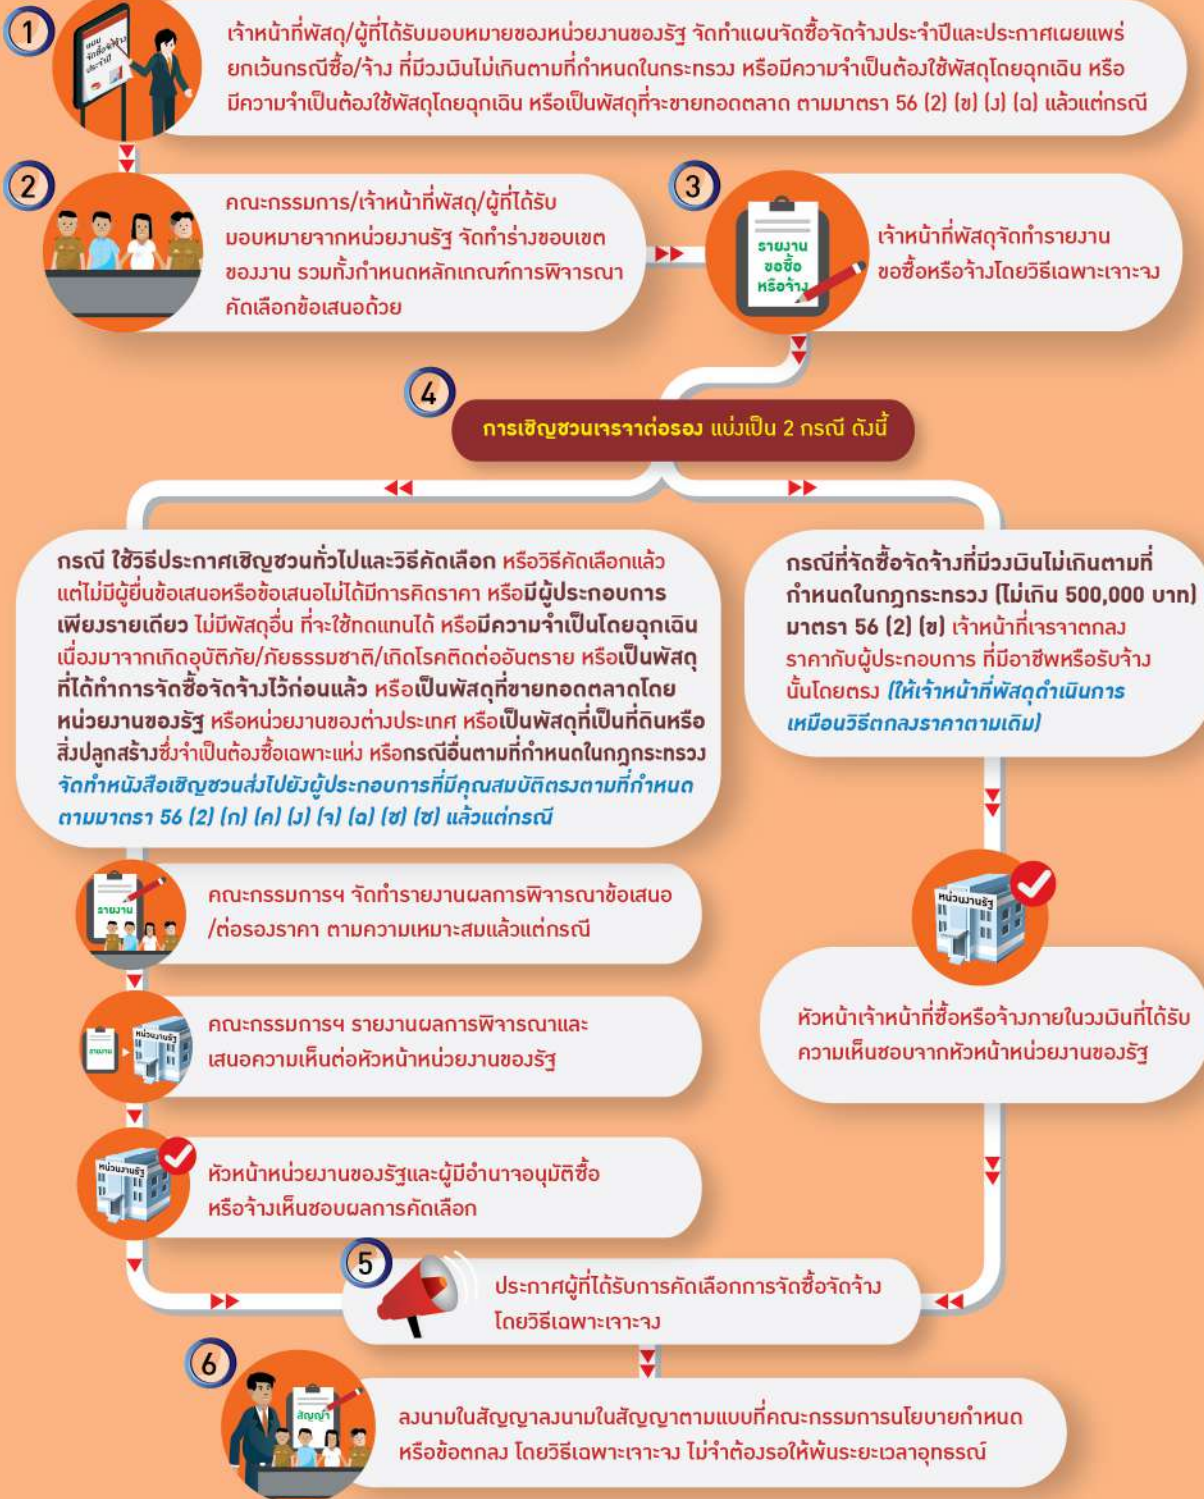 1
แผน
จัดซื้อจัดจ้าง
ประจำปี
เจ้าหน้าที่พัสดุ/ผู้ที่ได้รับมอบหมายของหน่วยงานของรัฐ จัดทำแผนจัดซื้อจัดจ้างประจำปีและประกาศเผยแพร่
ยกเว้นกรณีซื้อ/จ้าง ที่มีวงเงินไม่เกินตามที่กำหนดในกระทรวง หรือมีความจำเป็นต้องใช้พัสดุโดยฉุกเฉิน หรือ
มีความจำเป็นต้องใช้พัสดุโดยฉุกเฉิน หรือเป็นพัสดุที่จะขายทอดตลาด ตามมาตรา 56 (2) (ข) (ง) (ฉ) แล้วแต่กรณี
2
คณะกรรมการ/เจ้าหน้าที่พัสดุ/ผู้ที่ได้รับ
มอบหมายจากหน่วยงานรัฐ จัดทำร่างขอบเขต
ของงาน รวมทั้งกำหนดหลักเกณฑ์การพิจารณา
คัดเลือกข้อเสนอด้วย
3
รายงาน
ขอซื้อ
หรือจ้าง
เจ้าหน้าที่พัสดุจัดทำรายงาน
ขอซื้อหรือจ้างโดยวิธีเฉพาะเจาะจง
4
การเชิญชวนเจรจาต่อรอง แบ่งเป็น 2 กรณี ดังนี้
กรณี ใช้วิธีประกาศเชิญชวนทั่วไปและวิธีคัดเลือก หรือวิธีคัดเลือกแล้ว
แต่ไม่มีผู้ยื่นข้อเสนอหรือข้อเสนอไม่ได้มีการคิดราคา หรือมีผู้ประกอบการ
เพียงรายเดียว ไม่มีพัสดุอื่น ที่จะใช้ทดแทนได้ หรือมีความจำเป็นโดยฉุกเฉิน
เนื่องมาจากเกิดอุบัติภัย/ภัยธรรมชาติ/เกิดโรคติดต่ออันตราย หรือเป็นพัสดุ
ที่ได้ทำการจัดซื้อจัดจ้างไว้ก่อนแล้ว หรือเป็นพัสดุที่ขายทอดตลาดโดย
หน่วยงานของรัฐ หรือหน่วยงานของต่างประเทศ หรือเป็นพัสดุที่เป็นที่ดินหรือ
สิ่งปลูกสร้างซึ่งจำเป็นต้องซื้อเฉพาะแห่ง หรือกรณีอื่นตามที่กำหนดในกฎกระทรวง
จัดทำหนังสือเชิญชวนส่งไปยังผู้ประกอบการที่มีคุณสมบัติตรงตามที่กำหนด
ตามมาตรา 56 (2) (ก) (ค) (ง) (จ) (ฉ) (ช) (ซ) แล้วแต่กรณี
กรณีที่จัดซื้อจัดจ้างที่มีวงเงินไม่เกินตามที่
กำหนดในกฎกระทรวง (ไม่เกิน 500,000 บาท)
มาตรา 56 (2) (ข) เจ้าหน้าที่เจรจาตกลง
ราคากับผู้ประกอบการ ที่มีอาชีพหรือรับจ้าง
นั้นโดยตรง (ให้เจ้าหน้าที่พัสดุดำเนินการ
เหมือนวิธีตกลงราคาตามเดิม)
รายงาน
คณะกรรมการฯ จัดทำรายงานผลการพิจารณาข้อเสนอ
/ต่อรองราคา ตามความเหมาะสมแล้วแต่กรณี
รายงาน
หน่วยงานรัฐ
คณะกรรมการฯ รายงานผลการพิจารณาและ
เสนอความเห็นต่อหัวหน้าหน่วยงานของรัฐ
หน่วยงานรัฐ
หัวหน้าหน่วยงานของรัฐและผู้มีอำนาจอนุมัติซื้อ
หรือจ้างเห็นชอบผลการคัดเลือก
หน่วยงานรัฐ
หัวหน้าเจ้าหน้าที่ซื้อหรือจ้างภายในวงเงินที่ได้รับ
ความเห็นชอบจากหัวหน้าหน่วยงานของรัฐ
5
ประกาศผู้ที่ได้รับการคัดเลือกการจัดซื้อจัดจ้าง
โดยวิธีเฉพาะเจาะจง
6
สัญญา
ลงนามในสัญญาลงนามในสัญญาตามแบบที่คณะกรรมการนโยบายกำหนด
หรือข้อตกลง โดยวิธีเฉพาะเจาะจง ไม่จำต้องรอให้พ้นระยะเวลาอุทธรณ์